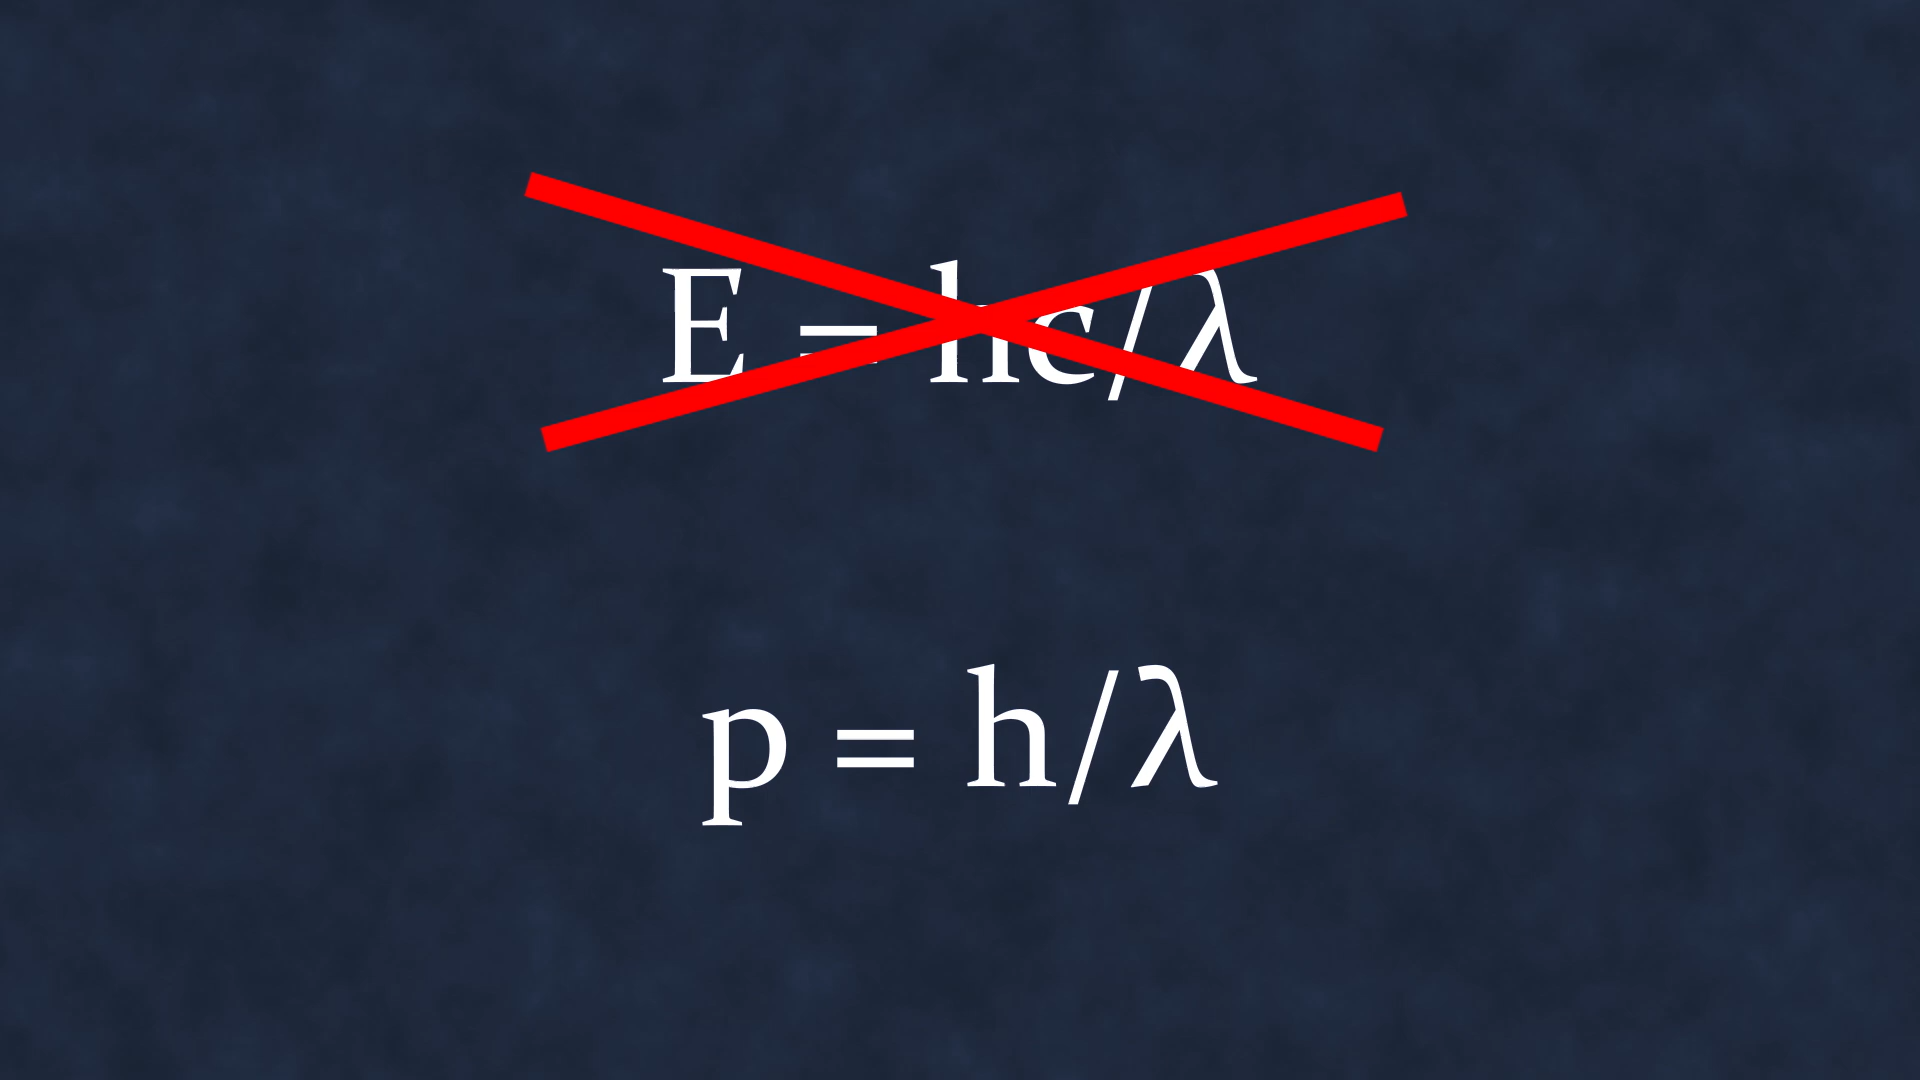 E = hc/λ
p = h/λ